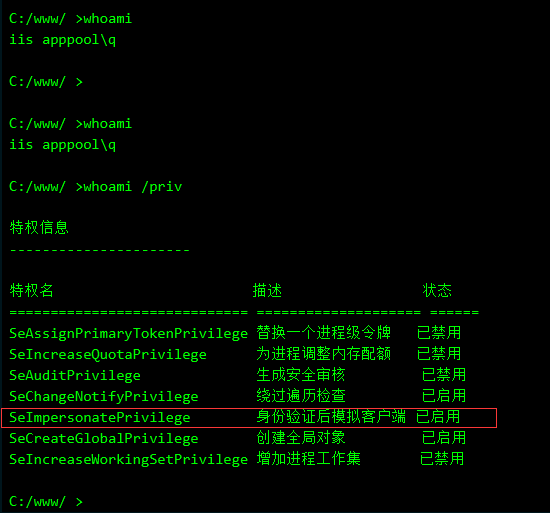 C:/www/ >whoami
iis apppool\q
C:/www/ >
C:/www/ >whoami
iis apppool\q
C:/www/ >whoami /priv
特权信息
----------------------
特权名 描述 状态
============================= ==================== ======
SeAssignPrimaryTokenPrivilege 替换一个进程级令牌 已禁用
SeIncreaseQuotaPrivilege 为进程调整内存配额 已禁用
SeAuditPrivilege 生成安全审核 已禁用
SeChangeNotifyPrivilege 绕过遍历检查 已启用
SeImpersonatePrivilege 身份验证后模拟客户端 已启用
SeCreateGlobalPrivilege 创建全局对象 已启用
SeIncreaseWorkingSetPrivilege 增加进程工作集 已禁用
C:/www/ >